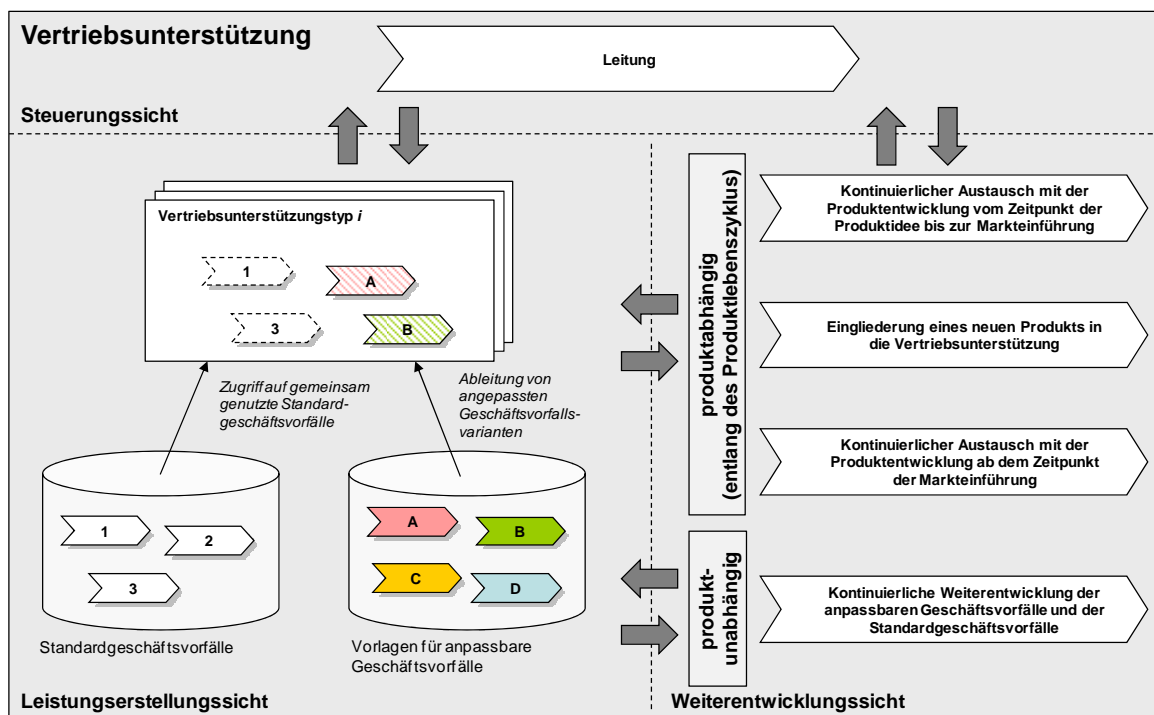 Vertriebsunterstützung
Leitung
Steuerungssicht
Vertriebsunterstützungstyp i
1
A
3
B
Zugriff auf gemeinsam
genutzte Standard-
geschäftsvorfälle
Ableitung von
angepassten
Geschäftsvorfalls-
varianten
1
2
3
Standardgeschäftsvorfälle
A
B
C
D
Vorlagen für anpassbare
Geschäftsvorfälle
Leistungserstellungssicht
produktabhängig
(entlang des Produktlebenszyklus)
Kontinuierlicher Austausch mit der
Produktentwicklung vom Zeitpunkt der
Produktidee bis zur Markteinführung
Eingliederung eines neuen Produkts in
die Vertriebsunterstützung
Kontinuierlicher Austausch mit der
Produktentwicklung ab dem Zeitpunkt
der Markteinführung
produkt-
unabhängig
Kontinuierliche Weiterentwicklung der
anpassbaren Geschäftsvorfälle und der
Standardgeschäftsvorfälle
Weiterentwicklungssicht